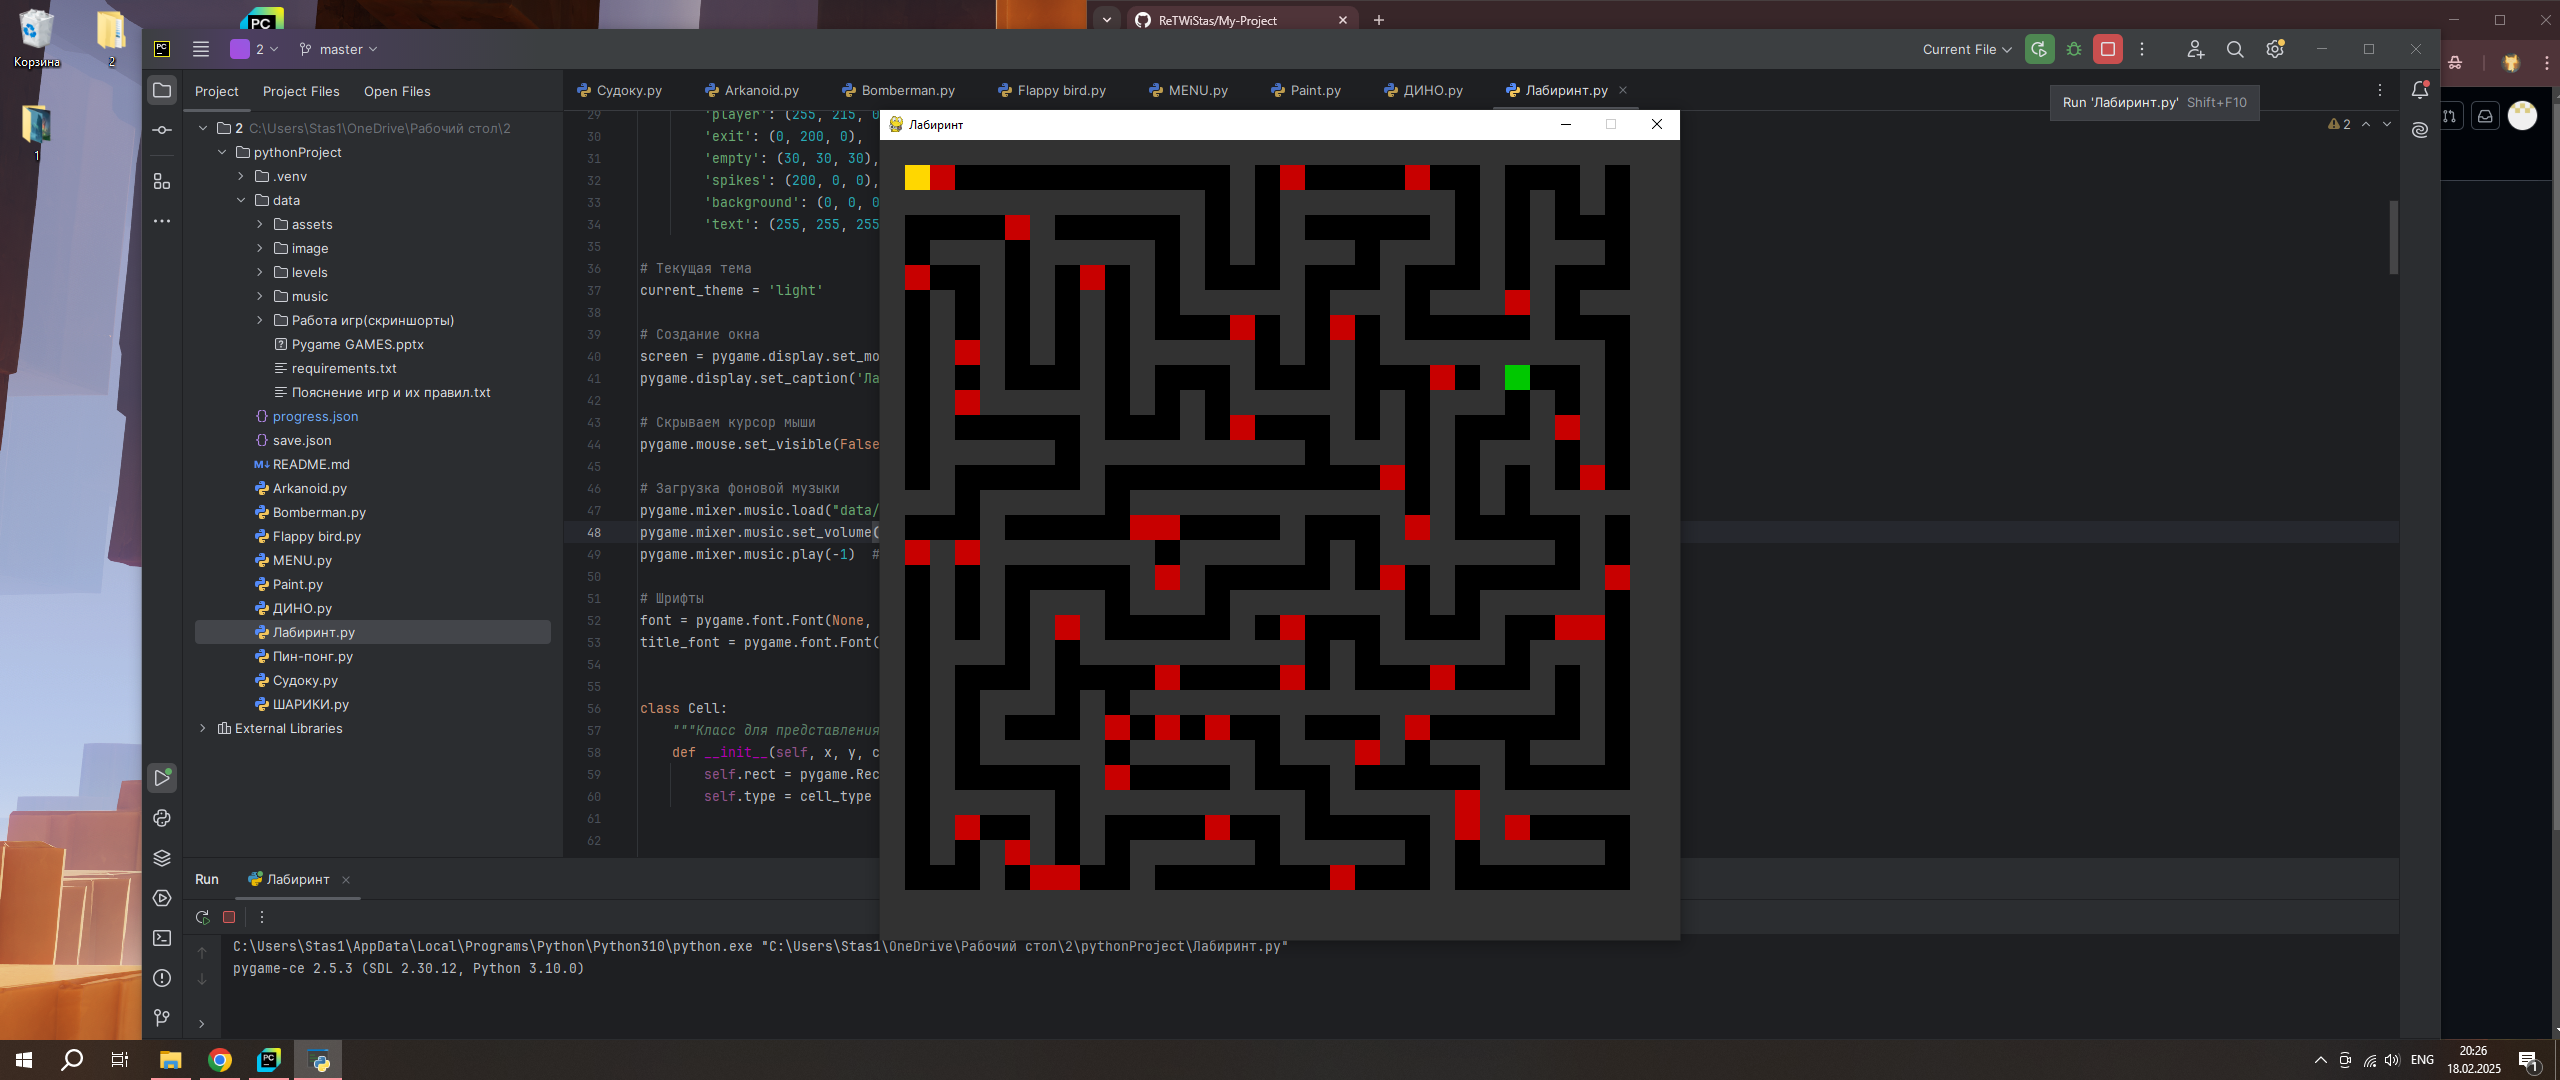 Корзина
2
1
PC
ReTWiStas/My-Project
PC
2
master
Current File
Project
Project Files
Open Files
Судоку.py
Arkanoid.py
Bomberman.py
Flappy bird.py
MENU.py
Paint.py
ДИНО.py
Лабиринт.py
Run 'Лабиринт.py' Shift+F10
2
2 C:\Users\Stas1\OneDrive\Рабочий стол\2
pythonProject
.venv
data
assets
image
levels
music
Работа игр(скриншорты)
Pygame GAMES.pptx
requirements.txt
Пояснение игр и их правил.txt
progress.json
save.json
README.md
Arkanoid.py
Bomberman.py
Flappy bird.py
MENU.py
Paint.py
ДИНО.py
Лабиринт.py
Пин-понг.py
Судоку.py
ШАРИКИ.py
External Libraries
29 'player': (255, 215, 0
30 'exit': (0, 200, 0),
31 'empty': (30, 30, 30),
32 'spikes': (200, 0, 0),
33 'background': (0, 0, 0
34 'text': (255, 255, 255
35
36 # Текущая тема
37 current_theme = 'light'
38
39 # Создание окна
40 screen = pygame.display.set_mo
41 pygame.display.set_caption('Ла
42
43 # Скрываем курсор мыши
44 pygame.mouse.set_visible(False
45
46 # Загрузка фоновой музыки
47 pygame.mixer.music.load("data/
48 pygame.mixer.music.set_volume(
49 pygame.mixer.music.play(-1) #
50
51 # Шрифты
52 font = pygame.font.Font(None,
53 title_font = pygame.font.Font(
54
55
56 class Cell:
57 """Класс для представления
58 def __init__(self, x, y, c
59 self.rect = pygame.Rec
60 self.type = cell_type
61
62
Лабиринт
Run
Лабиринт
C:\Users\Stas1\AppData\Local\Programs\Python\Python310\python.exe "C:\Users\Stas1\OneDrive\Рабочий стол\2\pythonProject\Лабиринт.py"
pygame-ce 2.5.3 (SDL 2.30.12, Python 3.10.0)
ENG
20:26
18.02.2025
1